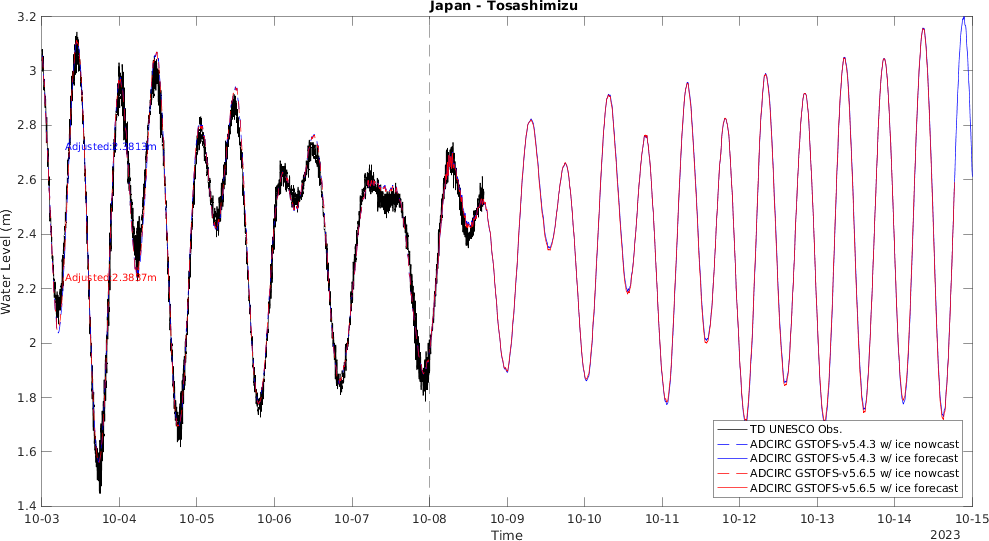 Japan - Tosashimizu
3.2
3
2.8
2.6
2.4
2.2
2
1.8
1.6
1.4
Water Level (m)
Adjusted:2.3813m
Adjusted:2.3837m
TD UNESCO Obs.
ADCIRC GSTOFS-v5.4.3 w/ ice nowcast
ADCIRC GSTOFS-v5.4.3 w/ ice forecast
ADCIRC GSTOFS-v5.6.5 w/ ice nowcast
ADCIRC GSTOFS-v5.6.5 w/ ice forecast
10-03 10-04 10-05 10-06 10-07 10-08 10-09 10-10 10-11 10-12 10-13 10-14 10-15
Time
2023